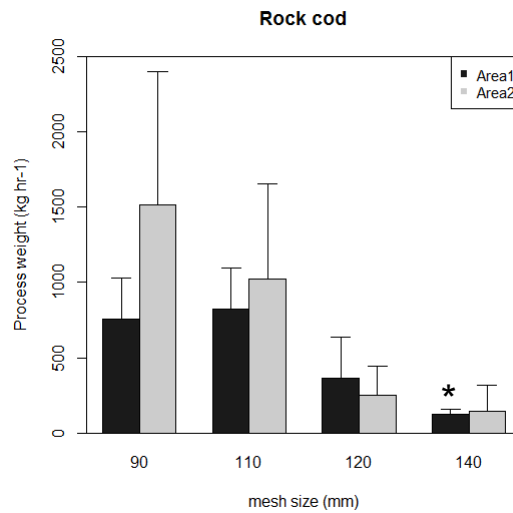 Rock cod
Process weight (kg hr-1)
2500
2000
1500
1000
500
0
Area1
Area2
*
90 110 120 140
mesh size (mm)